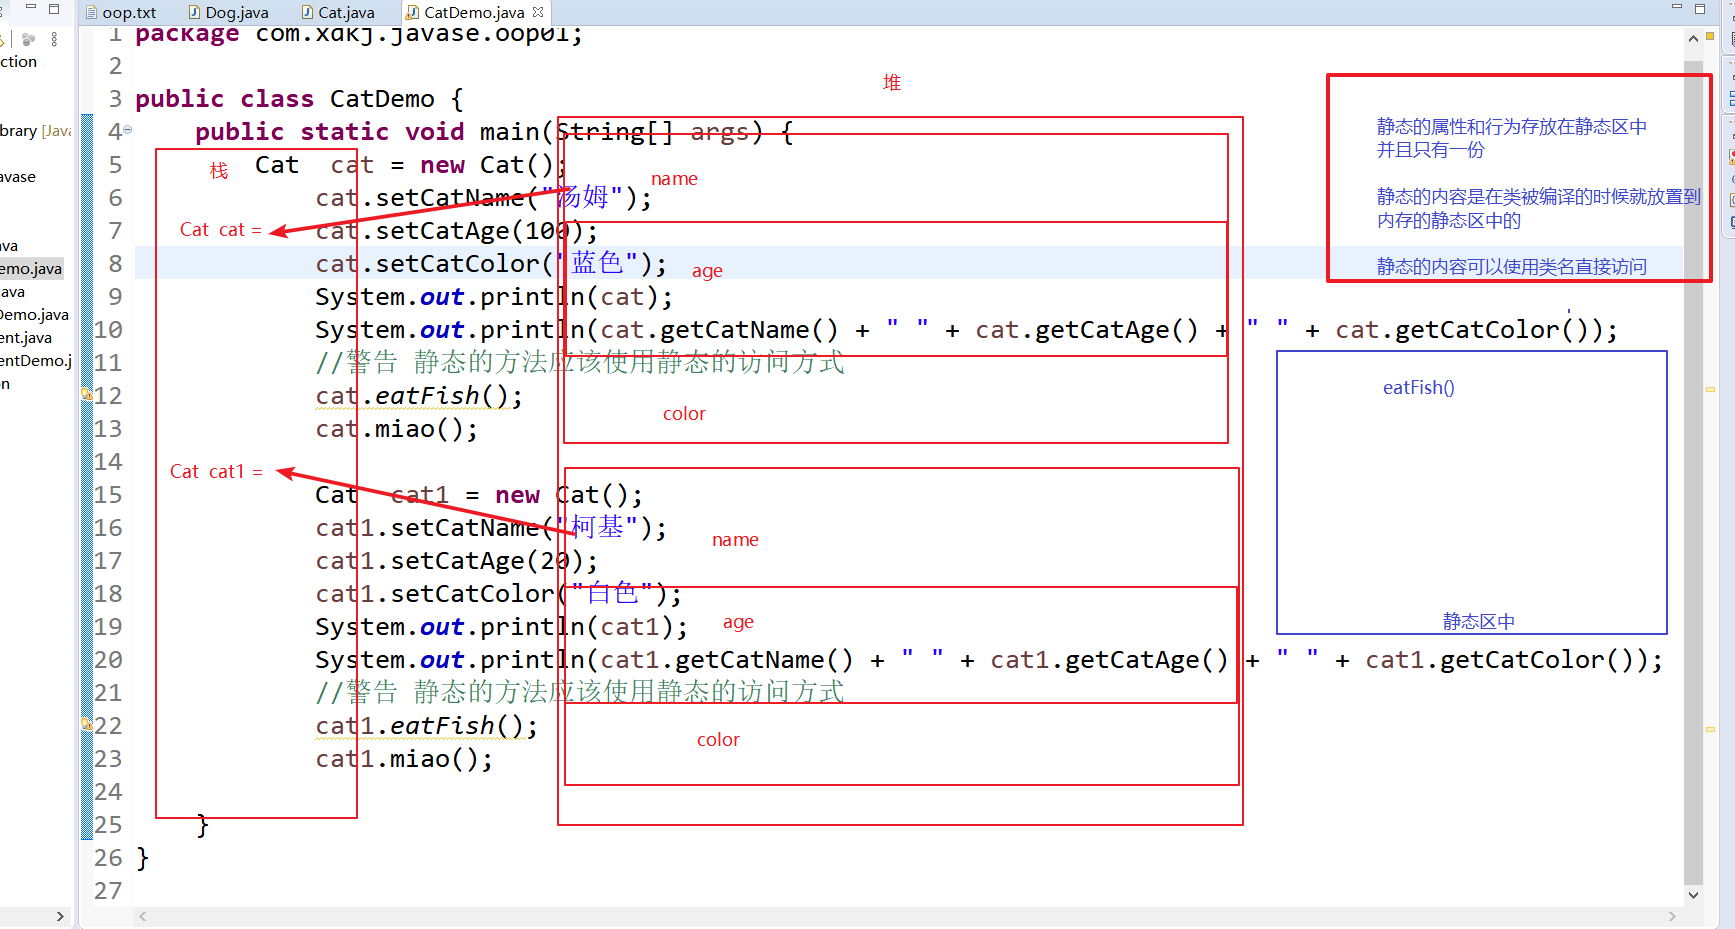 oop.txt Dog.java Cat.java CatDemo.java
ction
brary [Java
avase
ava
emo.java
ava
Demo.java
ent.java
entDemo.j
on
1 package com.xdkj.javase.oop01;
2
3 public class CatDemo {
4 public static void main(String[] args) {
5 Cat cat = new Cat();
6 cat.setCatName("汤姆");
7 cat.setCatAge(100);
8 cat.setCatColor("蓝色");
9 System.out.println(cat);
10 System.out.println(cat.getCatName() + " " + cat.getCatAge() + " " + cat.getCatColor());
11 //警告 静态的方法应该使用静态的访问方式
12 cat.eatFish();
13 cat.miao();
14
15 Cat cat1 = new Cat();
16 cat1.setCatName("柯基");
17 cat1.setCatAge(20);
18 cat1.setCatColor("白色");
19 System.out.println(cat1);
20 System.out.println(cat1.getCatName() + " " + cat1.getCatAge() + " " + cat1.getCatColor());
21 //警告 静态的方法应该使用静态的访问方式
22 cat1.eatFish();
23 cat1.miao();
24
25 }
26 }
27
栈
Cat cat =
Cat cat1 =
堆
name
age
color
name
age
color
静态的属性和行为存放在静态区中
并且只有一份
静态的内容是在类被编译的时候就放置到
内存的静态区中的
静态的内容可以使用类名直接访问
eatFish()
静态区中